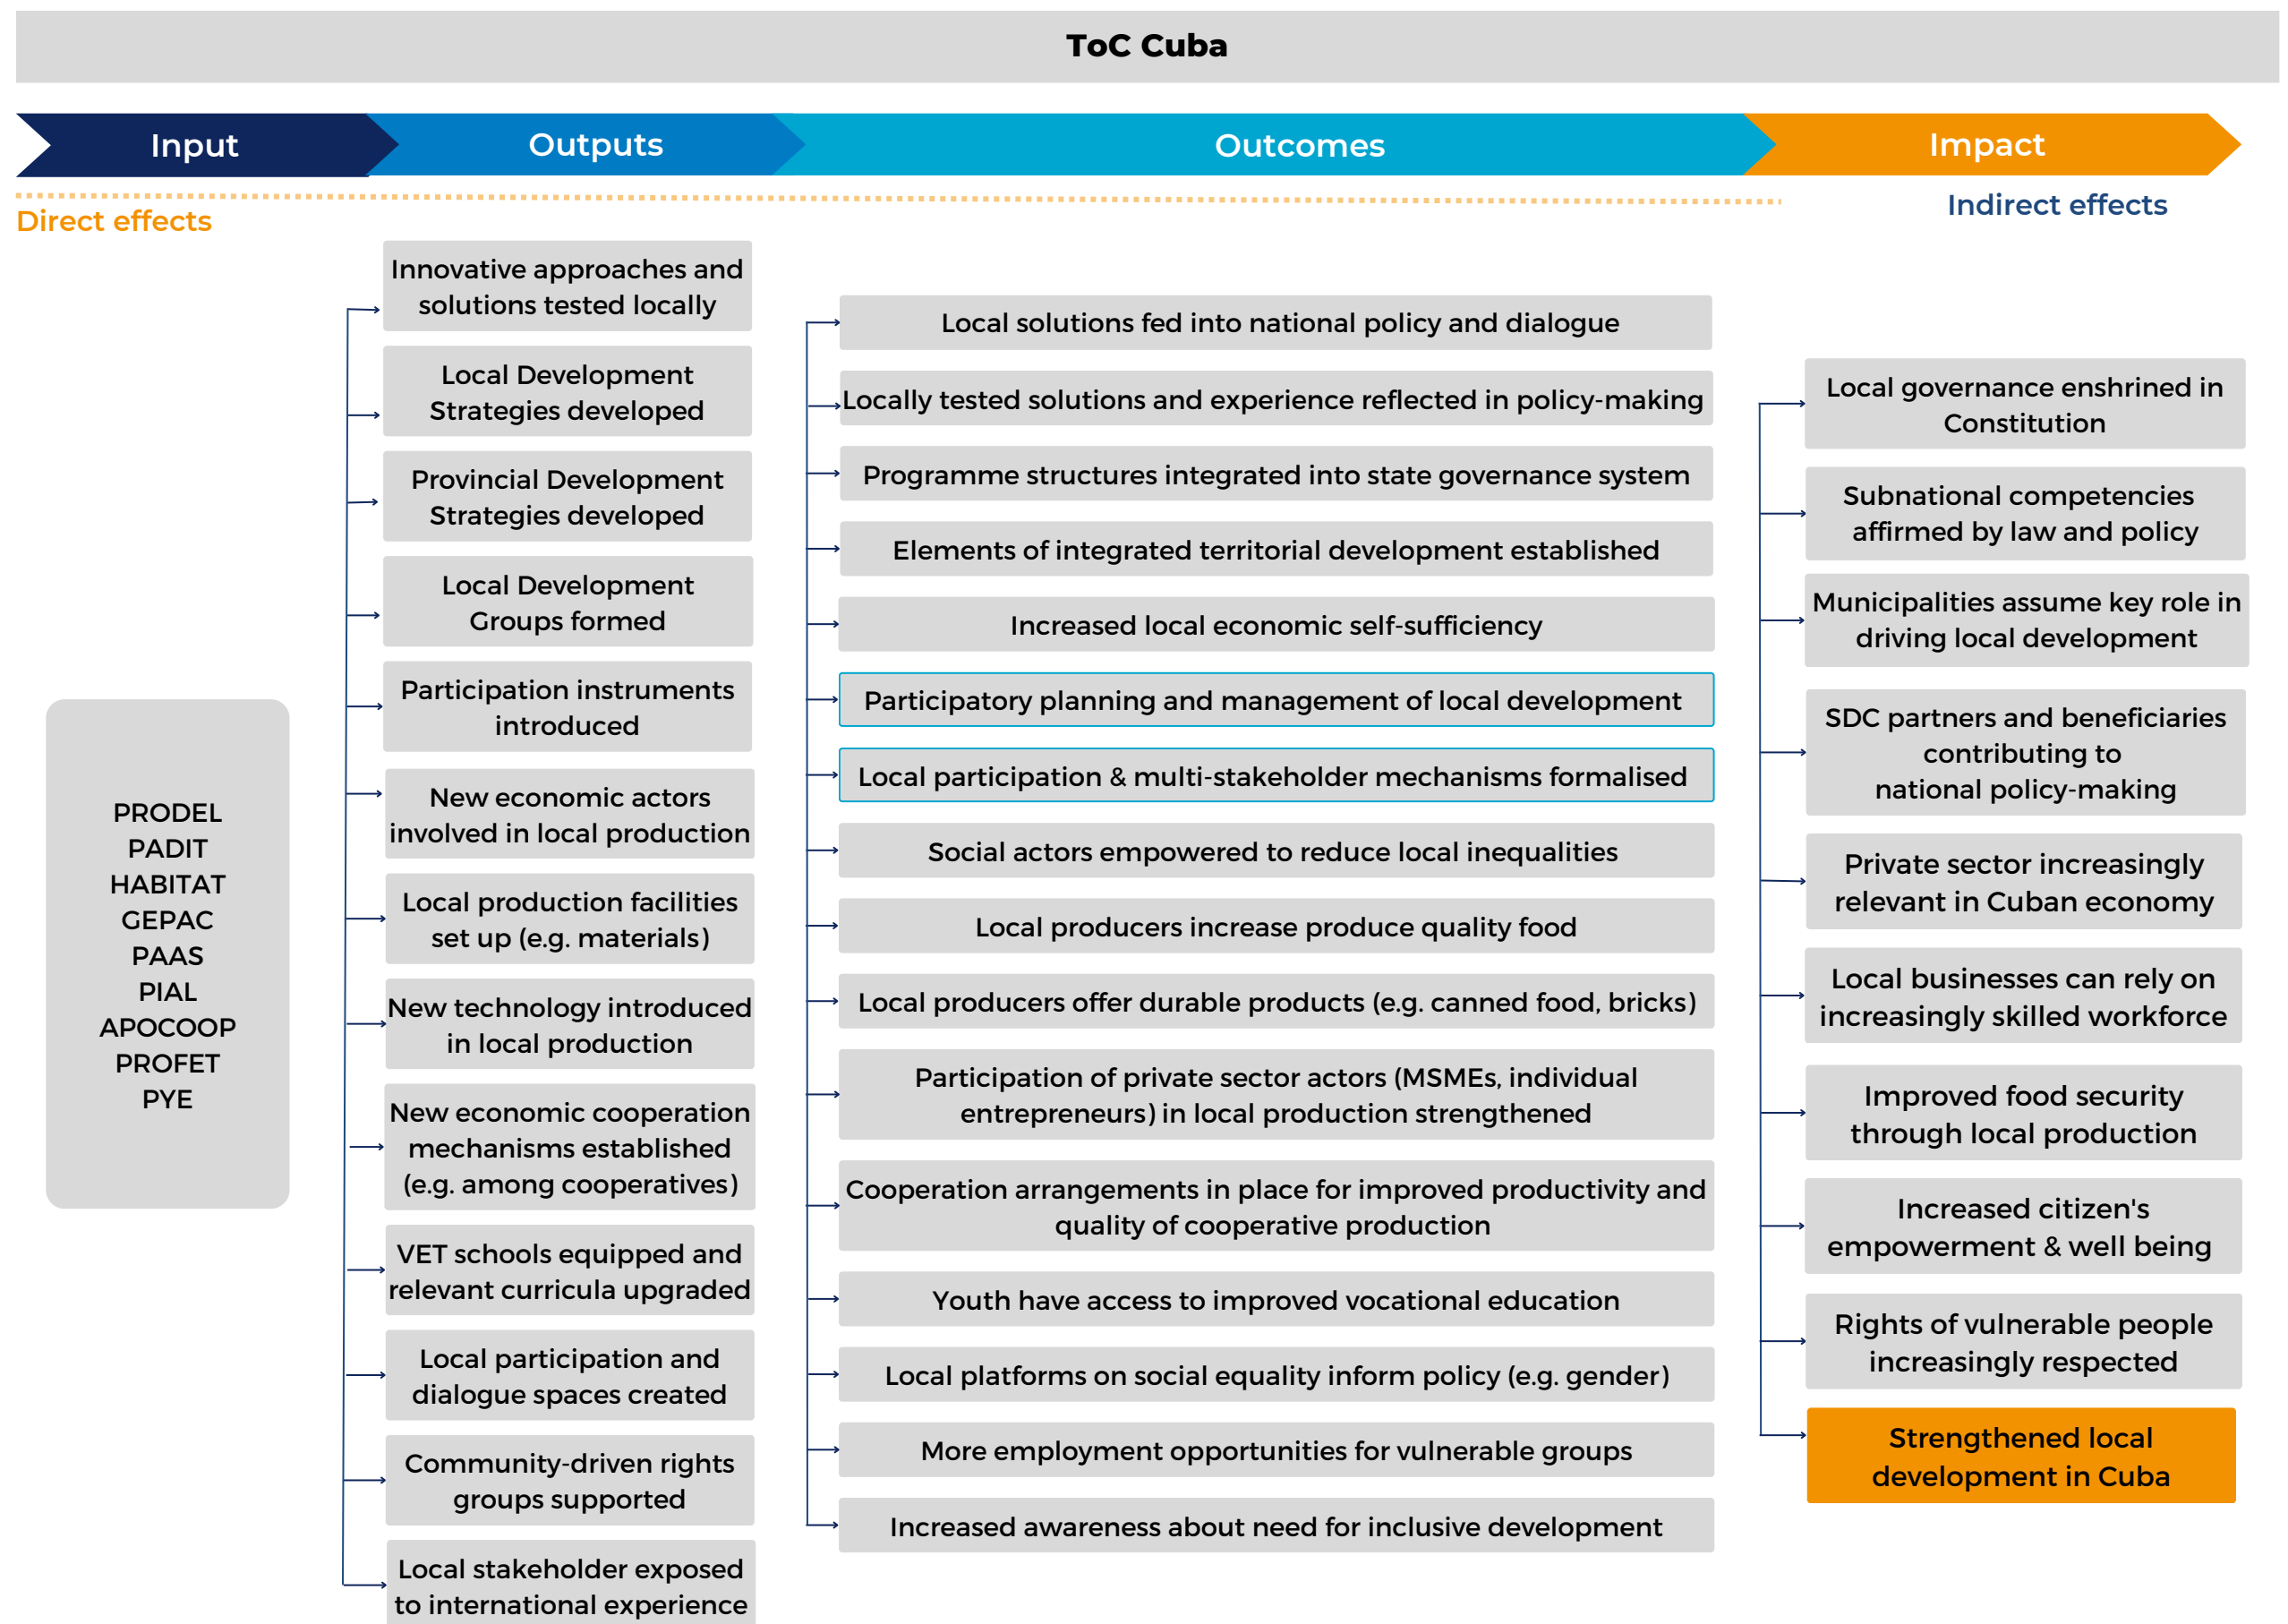 ToC Cuba
Input
Outputs
Outcomes
Impact
Direct effects
Indirect effects
PRODEL
PADIT
HABITAT
GEPAC
PAAS
PIAL
APOCOOP
PROFET
PYE
Innovative approaches and
solutions tested locally
Local Development
Strategies developed
Provincial Development
Strategies developed
Local Development
Groups formed
Participation instruments
introduced
New economic actors
involved in local production
Local production facilities
set up (e.g. materials)
New technology introduced
in local production
New economic cooperation
mechanisms established
(e.g. among cooperatives)
VET schools equipped and
relevant curricula upgraded
Local participation and
dialogue spaces created
Community-driven rights
groups supported
Local stakeholder exposed
to international experience
Local solutions fed into national policy and dialogue
Locally tested solutions and experience reflected in policy-making
Programme structures integrated into state governance system
Elements of integrated territorial development established
Increased local economic self-sufficiency
Participatory planning and management of local development
Local participation & multi-stakeholder mechanisms formalised
Social actors empowered to reduce local inequalities
Local producers increase produce quality food
Local producers offer durable products (e.g. canned food, bricks)
Participation of private sector actors (MSMEs, individual
entrepreneurs) in local production strengthened
Cooperation arrangements in place for improved productivity and
quality of cooperative production
Youth have access to improved vocational education
Local platforms on social equality inform policy (e.g. gender)
More employment opportunities for vulnerable groups
Increased awareness about need for inclusive development
Local governance enshrined in
Constitution
Subnational competencies
affirmed by law and policy
Municipalities assume key role in
driving local development
SDC partners and beneficiaries
contributing to
national policy-making
Private sector increasingly
relevant in Cuban economy
Local businesses can rely on
increasingly skilled workforce
Improved food security
through local production
Increased citizen's
empowerment & well being
Rights of vulnerable people
increasingly respected
Strengthened local
development in Cuba